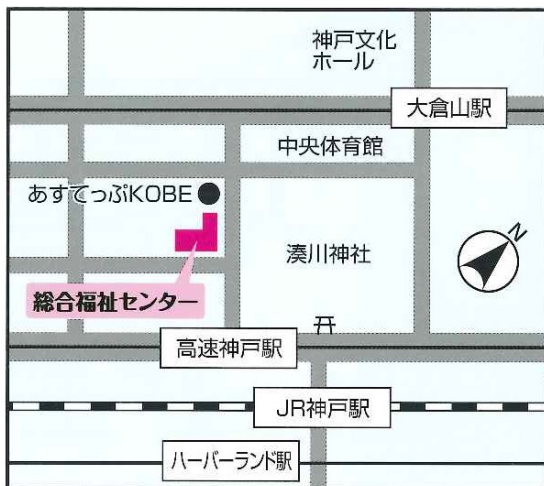 神戸文化
ホール
大倉山駅
中央体育館
あすてっぷKOBE
湊川神社
N
総合福祉センター
高速神戸駅
JR神戸駅
ハーバーランド駅